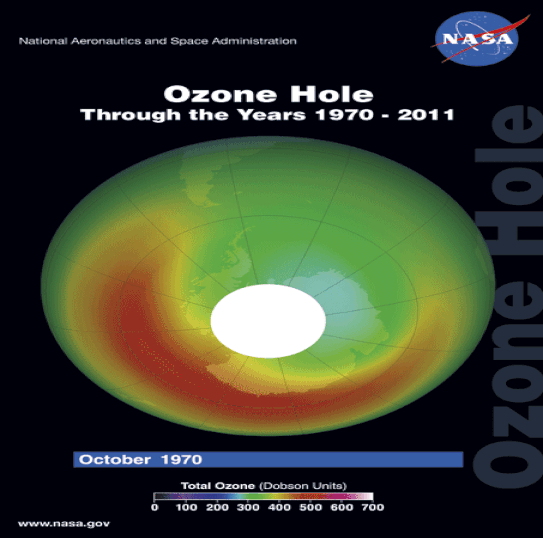 National Aeronautics and Space Administration
NASA
Ozone Hole
Through the Years 1970 - 2011
Ozone Hole
October 1970
Total Ozone (Dobson Units)
0 100 200 300 400 500 600 700
www.nasa.gov